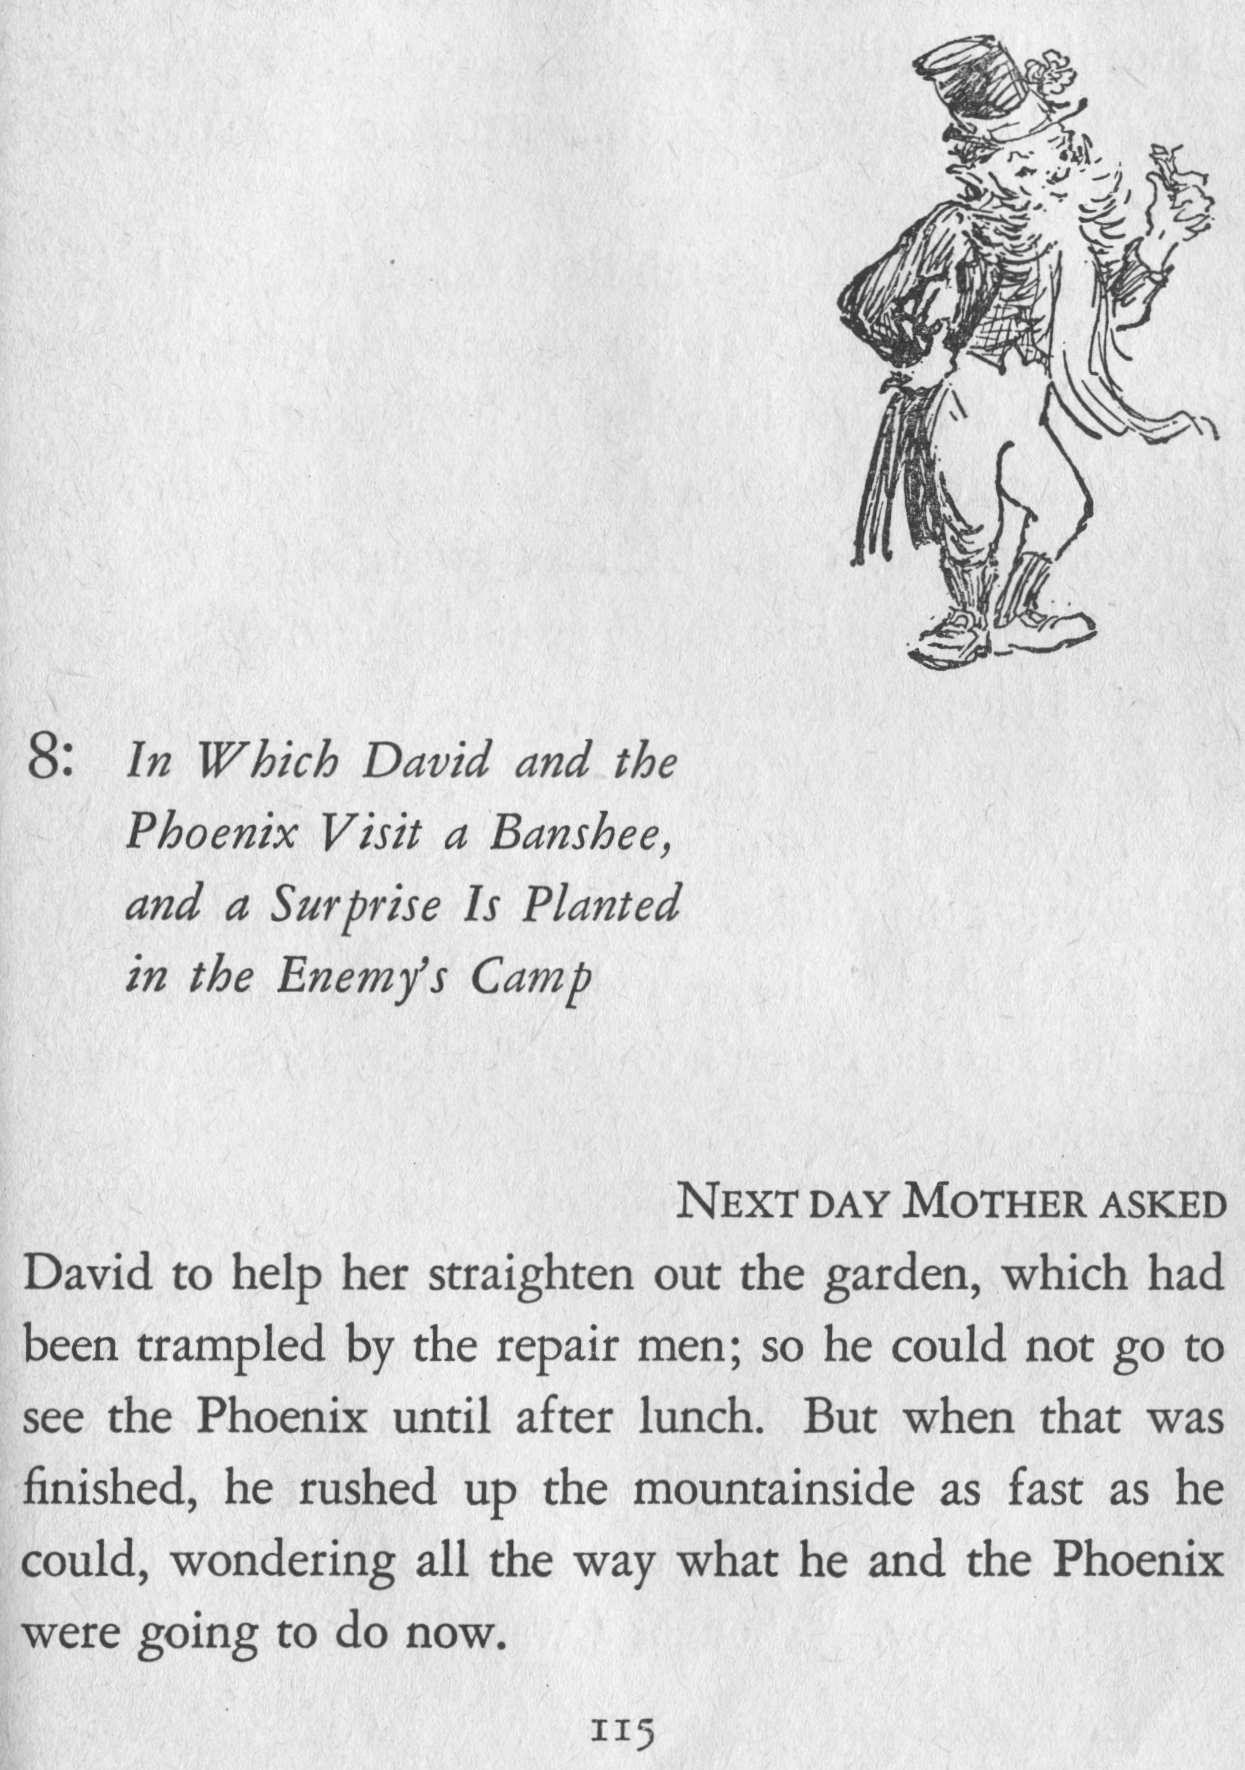 8: In Which David and the
Phoenix Visit a Banshee,
and a Surprise Is Planted
in the Enemy's Camp
NEXT DAY MOTHER ASKED
David to help her straighten out the garden, which had
been trampled by the repair men; so he could not go to
see the Phoenix until after lunch. But when that was
finished, he rushed up the mountainside as fast as he
could, wondering all the way what he and the Phoenix
were going to do now.
115